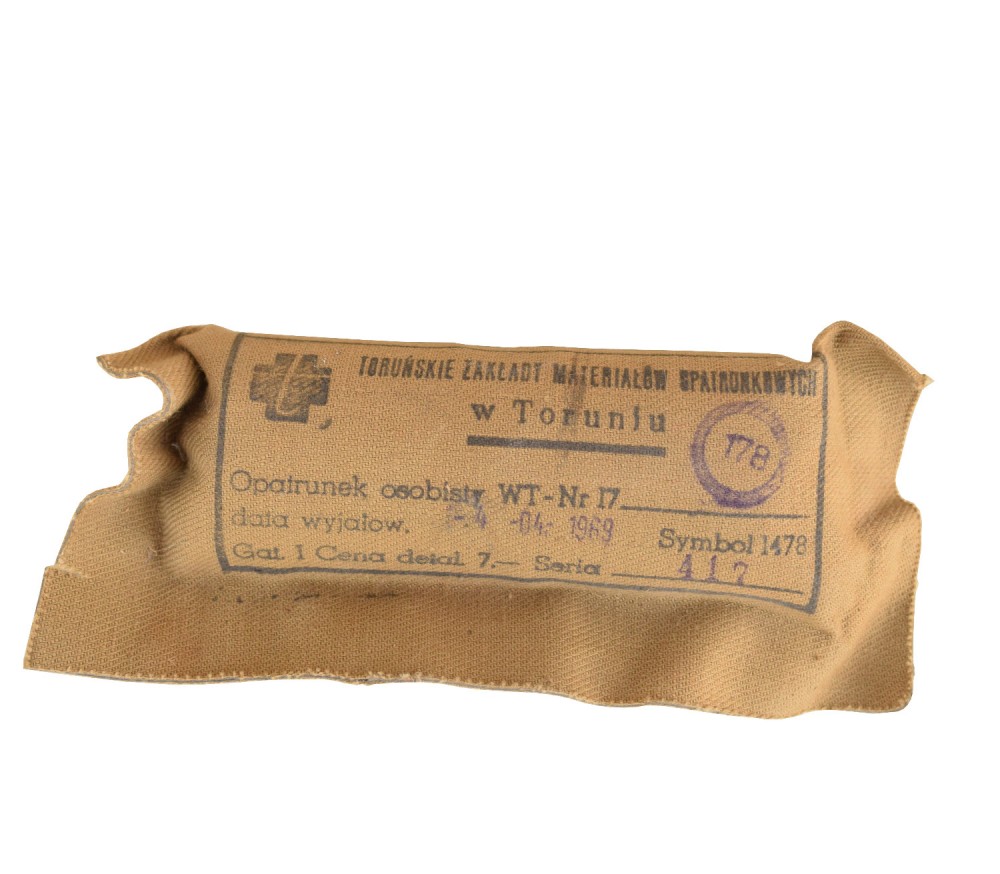 TORUŃSKIE ZAKŁADY MATERIAŁÓW OPATRUNKOWYCH
w Toruniu
178
Opatrunek osobisty WT-Nr 17
data wyjałow. -04- 1969 Symbol 1478
Gat. I Cena detal. 7.— Seria 417